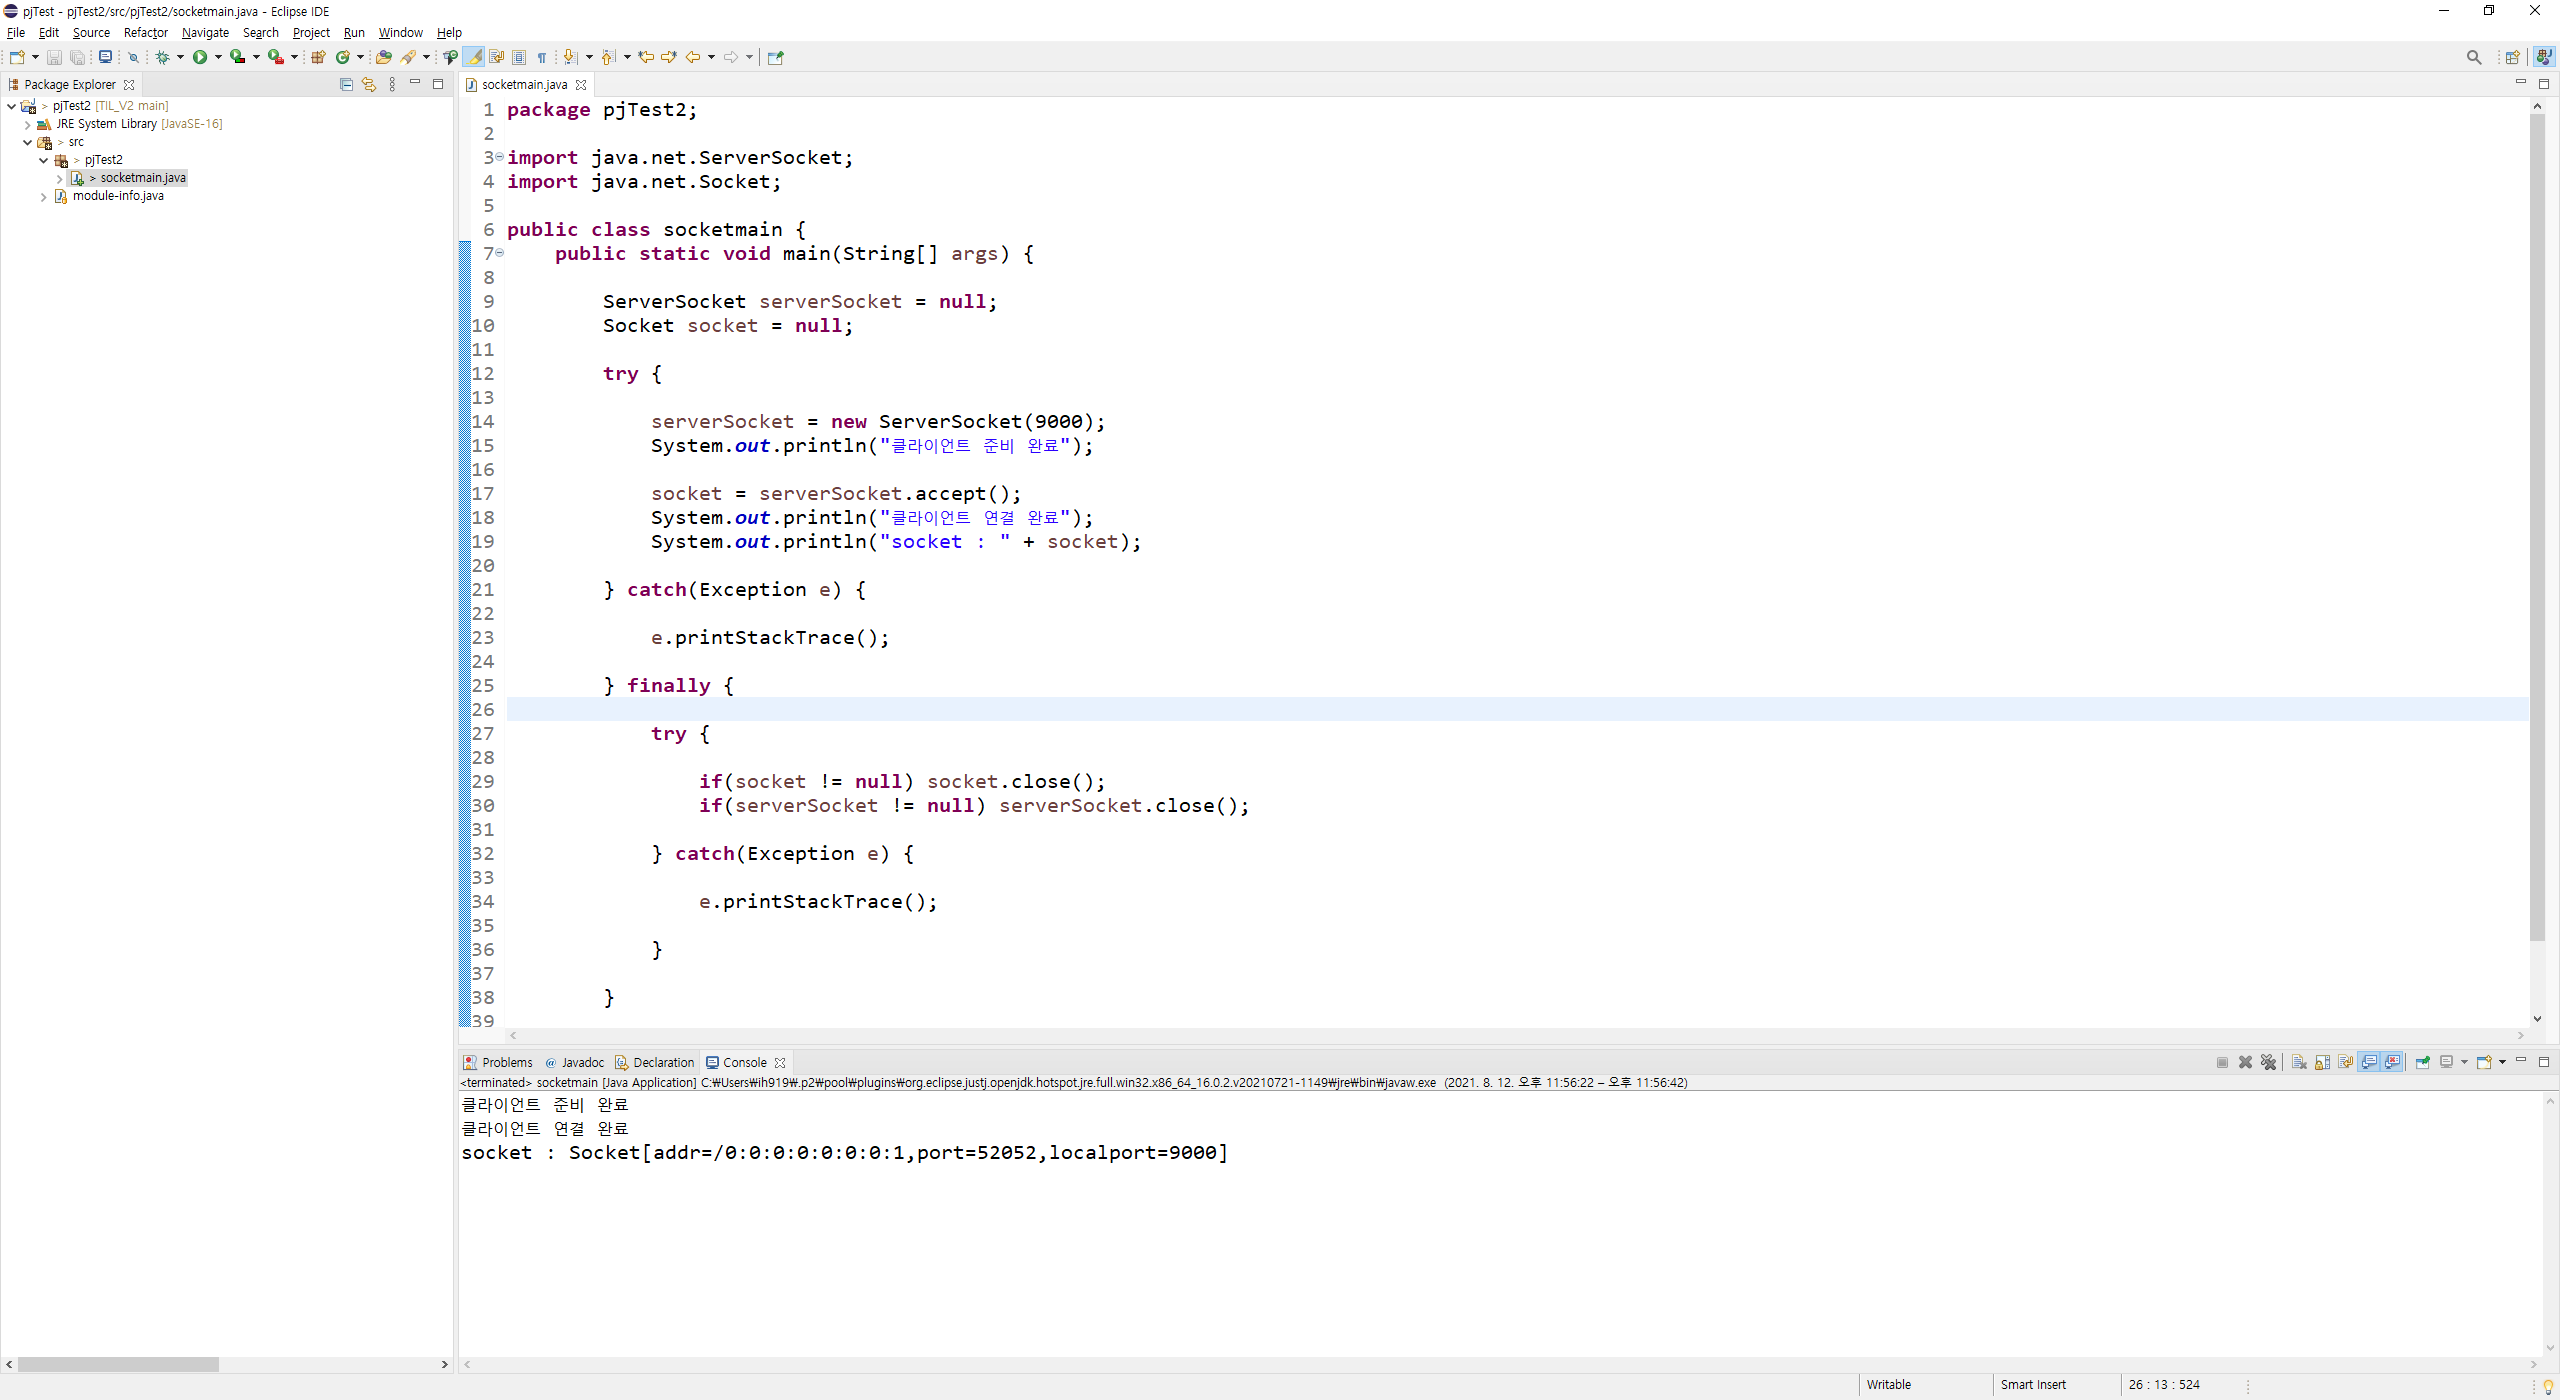 pjTest - pjTest2/src/pjTest2/socketmain.java - Eclipse IDE
File Edit Source Refactor Navigate Search Project Run Window Help
Package Explorer
> pjTest2 [TIL_V2 main]
JRE System Library [JavaSE-16]
> src
> pjTest2
> socketmain.java
module-info.java
socketmain.java
1 package pjTest2;
2
3 import java.net.ServerSocket;
4 import java.net.Socket;
5
6 public class socketmain {
7 public static void main(String[] args) {
8
9 ServerSocket serverSocket = null;
10 Socket socket = null;
11
12 try {
13
14 serverSocket = new ServerSocket(9000);
15 System.out.println("클라이언트 준비 완료");
16
17 socket = serverSocket.accept();
18 System.out.println("클라이언트 연결 완료");
19 System.out.println("socket : " + socket);
20
21 } catch(Exception e) {
22
23 e.printStackTrace();
24
25 } finally {
26
27 try {
28
29 if(socket != null) socket.close();
30 if(serverSocket != null) serverSocket.close();
31
32 } catch(Exception e) {
33
34 e.printStackTrace();
35
36 }
37
38 }
39
Problems @ Javadoc Declaration Console
<terminated> socketmain [Java Application] C:₩Users₩ih919₩.p2₩pool₩plugins₩org.eclipse.justj.openjdk.hotspot.jre.full.win32.x86_64_16.0.2.v20210721-1149₩jre₩bin₩javaw.exe (2021. 8. 12. 오후 11:56:22 – 오후 11:56:42)
클라이언트 준비 완료
클라이언트 연결 완료
socket : Socket[addr=/0:0:0:0:0:0:0:1,port=52052,localport=9000]
Writable Smart Insert 26 : 13 : 524